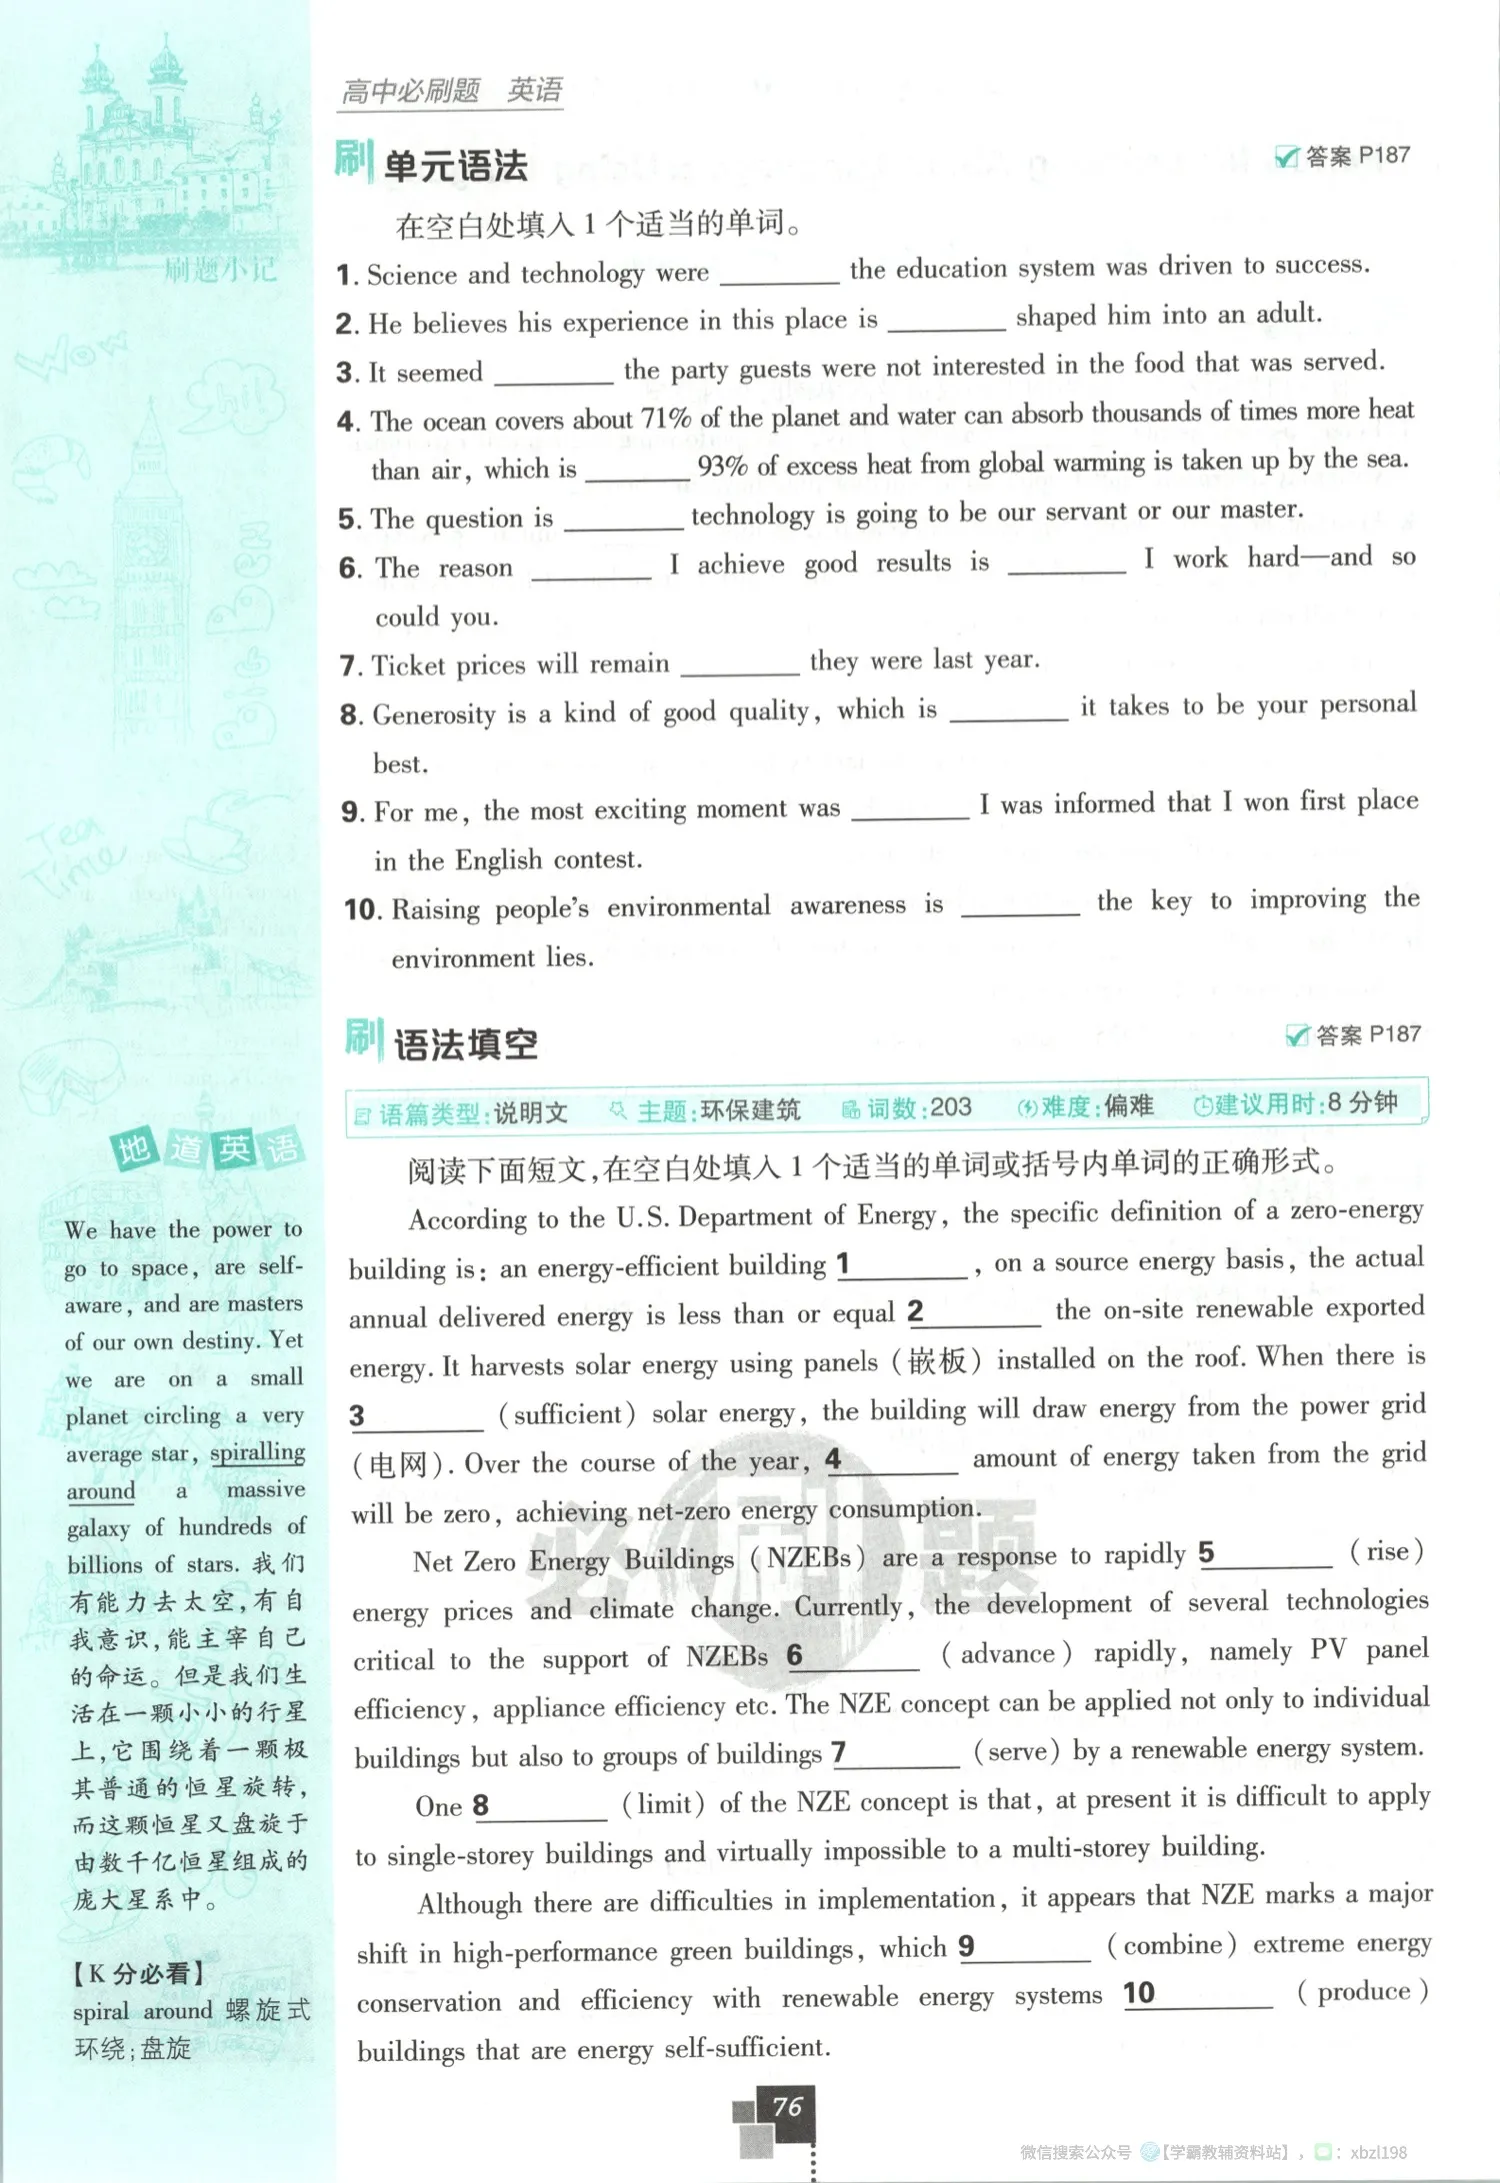 高中必刷题 英语
刷 单元语法
答案 P187
在空白处填入 1 个适当的单词。
1. Science and technology were ________ the education system was driven to success.
2. He believes his experience in this place is ________ shaped him into an adult.
3. It seemed ________ the party guests were not interested in the food that was served.
4. The ocean covers about 71% of the planet and water can absorb thousands of times more heat
than air, which is ________ 93% of excess heat from global warming is taken up by the sea.
5. The question is ________ technology is going to be our servant or our master.
6. The reason ________ I achieve good results is ________ I work hard—and so
could you.
7. Ticket prices will remain ________ they were last year.
8. Generosity is a kind of good quality, which is ________ it takes to be your personal
best.
9. For me, the most exciting moment was ________ I was informed that I won first place
in the English contest.
10. Raising people's environmental awareness is ________ the key to improving the
environment lies.
刷 语法填空
答案 P187
语篇类型:说明文 主题:环保建筑 词数:203 难度:偏难 建议用时:8 分钟
阅读下面短文,在空白处填入 1 个适当的单词或括号内单词的正确形式。
According to the U.S. Department of Energy, the specific definition of a zero-energy
building is: an energy-efficient building 1________, on a source energy basis, the actual
annual delivered energy is less than or equal 2________ the on-site renewable exported
energy. It harvests solar energy using panels (嵌板) installed on the roof. When there is
3________ (sufficient) solar energy, the building will draw energy from the power grid
(电网). Over the course of the year, 4________ amount of energy taken from the grid
will be zero, achieving net-zero energy consumption.
Net Zero Energy Buildings (NZEBs) are a response to rapidly 5________ (rise)
energy prices and climate change. Currently, the development of several technologies
critical to the support of NZEBs 6________ (advance) rapidly, namely PV panel
efficiency, appliance efficiency etc. The NZE concept can be applied not only to individual
buildings but also to groups of buildings 7________ (serve) by a renewable energy system.
One 8________ (limit) of the NZE concept is that, at present it is difficult to apply
to single-storey buildings and virtually impossible to a multi-storey building.
Although there are difficulties in implementation, it appears that NZE marks a major
shift in high-performance green buildings, which 9________ (combine) extreme energy
conservation and efficiency with renewable energy systems 10________ (produce)
buildings that are energy self-sufficient.
必刷题
刷题小记
Wow
Shi!
Big Ben
Tea
Time
地道英语
We have the power to
go to space, are self-
aware, and are masters
of our own destiny. Yet
we are on a small
planet circling a very
average star, spiralling
around a massive
galaxy of hundreds of
billions of stars. 我们
有能力去太空,有自
我意识,能主宰自己
的命运。但是我们生
活在一颗小小的行星
上,它围绕着一颗极
其普通的恒星旋转,
而这颗恒星又盘旋于
由数千亿恒星组成的
庞大星系中。
【K 分必看】
spiral around 螺旋式
环绕;盘旋
76
微信搜索公众号 【学霸教辅资料站】, : xbzl198